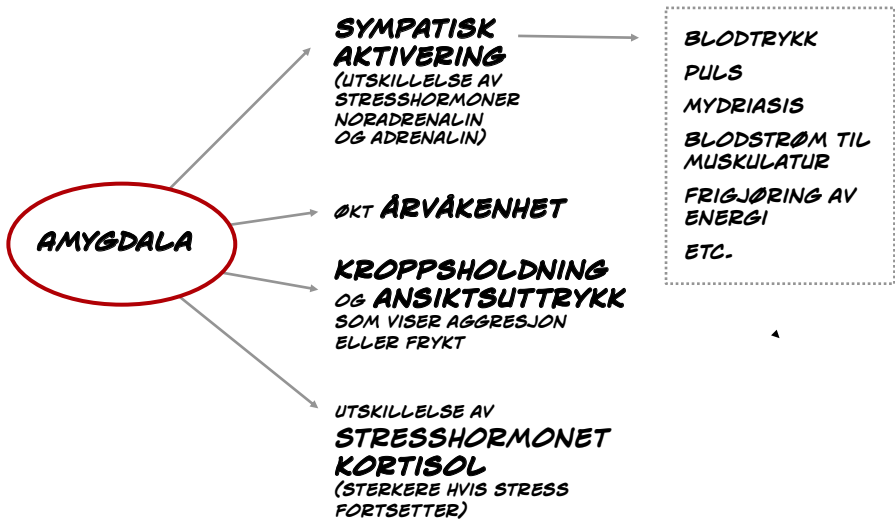 AMYGDALA
SYMPATISK
AKTIVERING
(UTSKILLELSE AV
STRESSHORMONER
NORADRENALIN
OG ADRENALIN)
BLODTRYKK
PULS
MYDRIASIS
BLODSTRØM TIL
MUSKULATUR
FRIGJØRING AV
ENERGI
ETC.
ØKT ÅRVÅKENHET
KROPPSHOLDNING
OG ANSIKTSUTTRYKK
SOM VISER AGGRESJON
ELLER FRYKT
UTSKILLELSE AV
STRESSHORMONET
KORTISOL
(STERKERE HVIS STRESS
FORTSETTER)